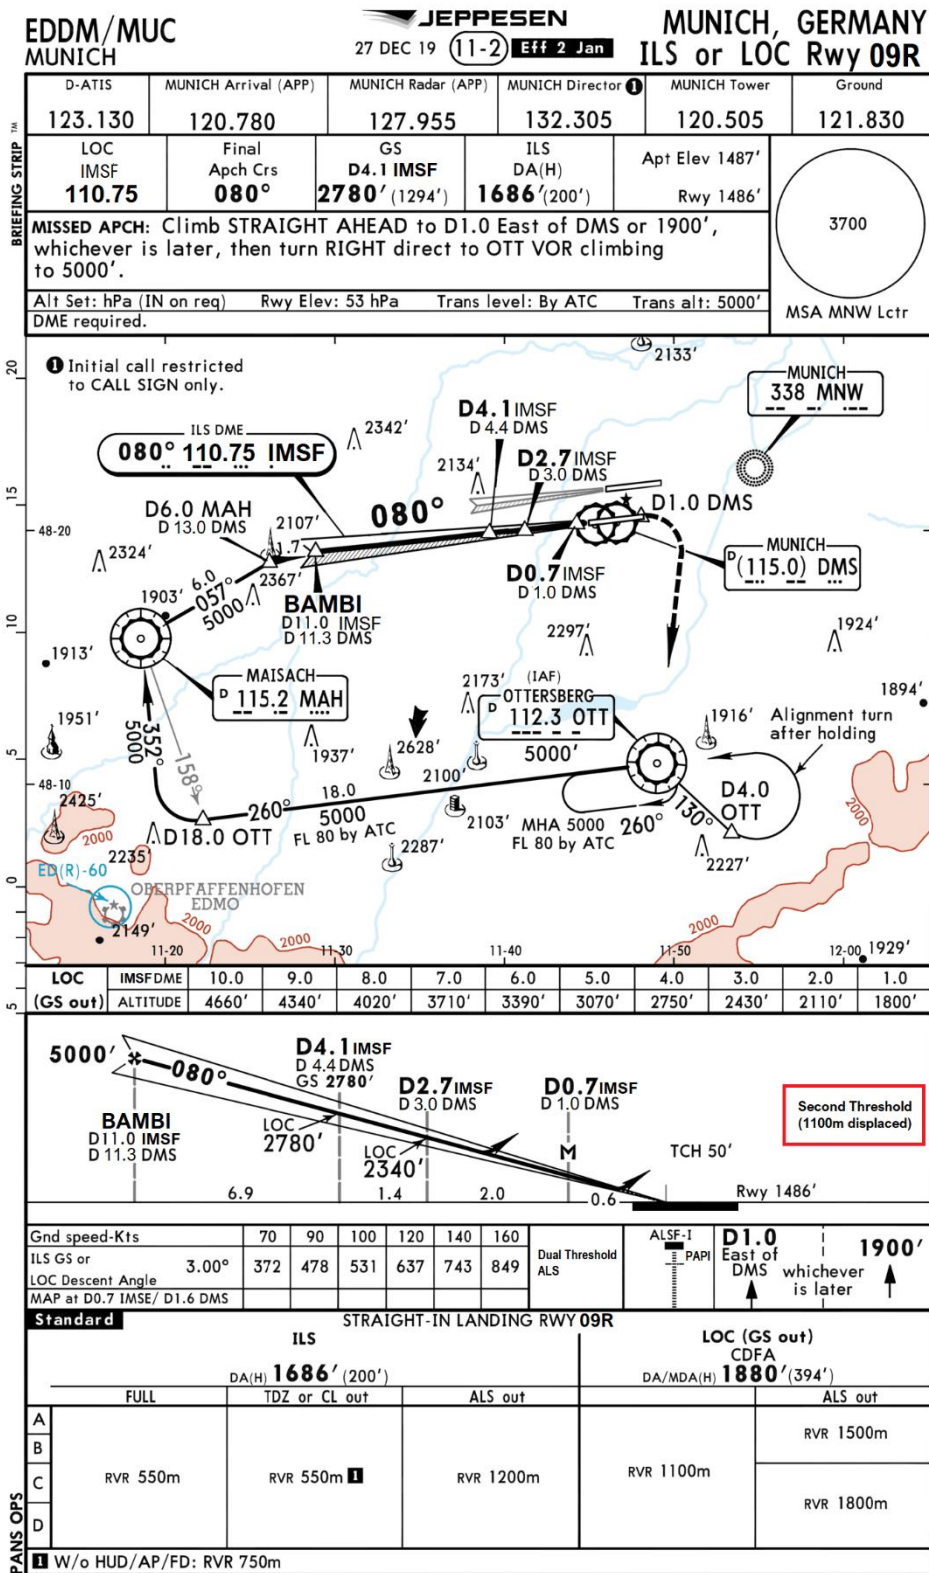 EDDM/MUC
MUNICH
JEPPESEN
27 DEC 19 11-2 Eff 2 Jan
MUNICH, GERMANY
ILS or LOC Rwy 09R
BRIEFING STRIP TM
D-ATIS
123.130
MUNICH Arrival (APP)
120.780
MUNICH Radar (APP)
127.955
MUNICH Director 1
132.305
MUNICH Tower
120.505
Ground
121.830
LOC
IMSF
110.75
Final
Apch Crs
080°
GS
D4.1 IMSF
2780' (1294')
ILS
DA(H)
1686' (200')
Apt Elev 1487'
Rwy 1486'
3700
MSA MNW Lctr
MISSED APCH: Climb STRAIGHT AHEAD to D1.0 East of DMS or 1900',
whichever is later, then turn RIGHT direct to OTT VOR climbing
to 5000'.
Alt Set: hPa (IN on req) Rwy Elev: 53 hPa Trans level: By ATC Trans alt: 5000'
DME required.
1 Initial call restricted
to CALL SIGN only.
2133'
MUNICH
338 MNW
ILS DME
080° 110.75 IMSF
2342'
D4.1 IMSF
D 4.4 DMS
2134'
D2.7 IMSF
D 3.0 DMS
20
15
10
5
0
5
48-20
48-10
D6.0 MAH
D 13.0 DMS
2107'
080°
D1.0 DMS
1.7
2324'
2367'
MUNICH
D (115.0) DMS
D0.7 IMSF
D 1.0 DMS
BAMBI
D11.0 IMSF
D 11.3 DMS
6.0
057°
5000
1903'
1913'
2297'
1924'
1894'
MAISACH
D 115.2 MAH
2173'
(IAF)
OTTERSBERG
D 112.3 OTT
5000'
1916'
Alignment turn
after holding
1951'
352°
5000
158°
1937'
2628'
2100'
D4.0
OTT
130°
2425'
2000
260°
18.0
5000
FL 80 by ATC
2103'
MHA 5000
FL 80 by ATC
260°
D18.0 OTT
2235'
2287'
2227'
2000
ED(R)-60
OBERPFAFFENHOFEN
EDMO
2149'
2000
2000
2000
1929'
11-20 11-30 11-40 11-50 12-00
LOC IMSF DME 10.0 9.0 8.0 7.0 6.0 5.0 4.0 3.0 2.0 1.0
(GS out) ALTITUDE 4660' 4340' 4020' 3710' 3390' 3070' 2750' 2430' 2110' 1800'
5000'
080°
BAMBI
D11.0 IMSF
D 11.3 DMS
D4.1 IMSF
D 4.4 DMS
GS 2780'
LOC
2780'
D2.7 IMSF
D 3.0 DMS
LOC
2340'
D0.7 IMSF
D 1.0 DMS
M
TCH 50'
Second Threshold
(1100m displaced)
Rwy 1486'
6.9 1.4 2.0 0.6
Gnd speed-Kts 70 90 100 120 140 160
ILS GS or
LOC Descent Angle 3.00° 372 478 531 637 743 849
MAP at D0.7 IMSE/ D1.6 DMS
Dual Threshold
ALS
ALSF-I
PAPI
D1.0
East of
DMS
whichever
is later
1900'
PANS OPS
Standard STRAIGHT-IN LANDING RWY 09R
ILS
DA(H) 1686' (200')
LOC (GS out)
CDFA
DA/MDA(H) 1880' (394')
FULL TDZ or CL out ALS out ALS out
A
B
C
D
RVR 550m
RVR 550m 1
RVR 1200m
RVR 1100m
RVR 1500m
RVR 1800m
1 W/o HUD/AP/FD: RVR 750m